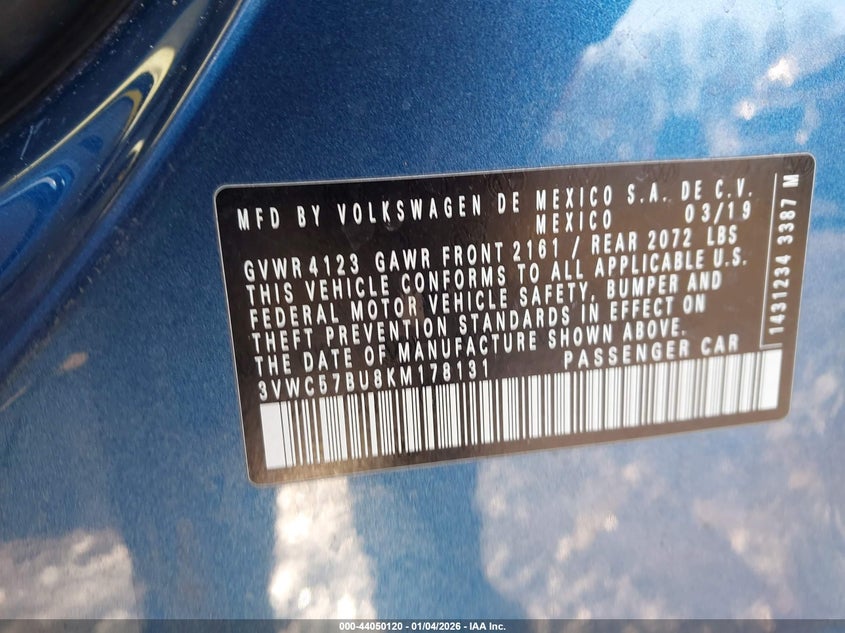 MFD BY VOLKSWAGEN DE MEXICO S.A. DE C.V.
MEXICO 03/19
GVWR 4123 GAWR FRONT 2161 / REAR 2072 LBS
THIS VEHICLE CONFORMS TO ALL APPLICABLE U.S.
FEDERAL MOTOR VEHICLE SAFETY, BUMPER AND
THEFT PREVENTION STANDARDS IN EFFECT ON
THE DATE OF MANUFACTURE SHOWN ABOVE.
3VWC57BU8KM178131 PASSENGER CAR
1431234 3387 M
000-44050120 - 01/04/2026 - IAA Inc.